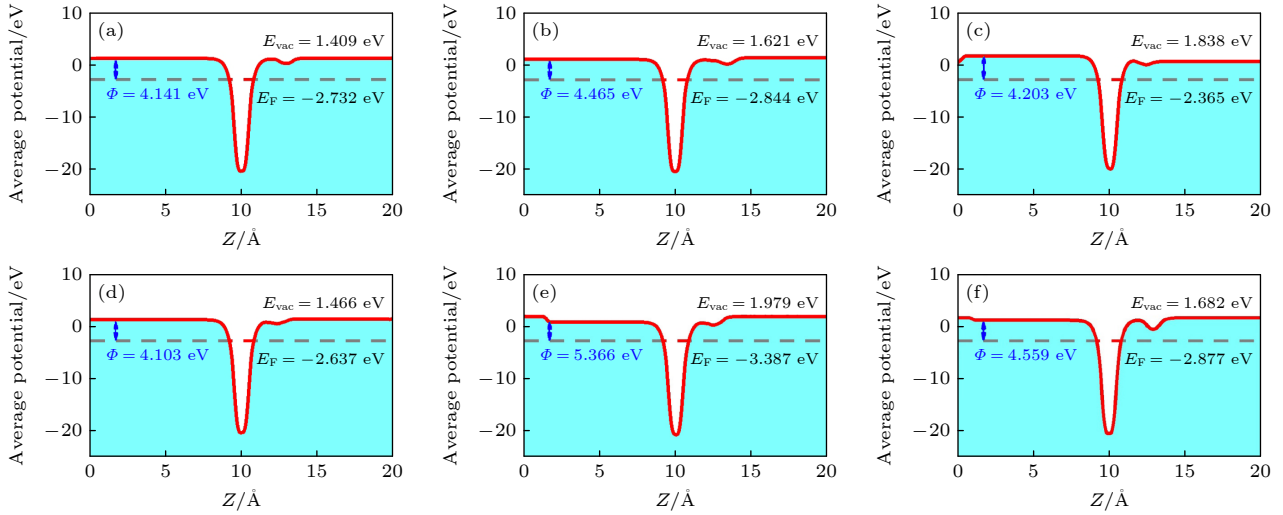 (a)
E_vac = 1.409 eV
Φ = 4.141 eV
E_F = −2.732 eV
Average potential/eV
10
0
−10
−20
0 5 10 15 20
Z/Å
(b)
E_vac = 1.621 eV
Φ = 4.465 eV
E_F = −2.844 eV
Average potential/eV
10
0
−10
−20
0 5 10 15 20
Z/Å
(c)
E_vac = 1.838 eV
Φ = 4.203 eV
E_F = −2.365 eV
Average potential/eV
10
0
−10
−20
0 5 10 15 20
Z/Å
(d)
E_vac = 1.466 eV
Φ = 4.103 eV
E_F = −2.637 eV
Average potential/eV
10
0
−10
−20
0 5 10 15 20
Z/Å
(e)
E_vac = 1.979 eV
Φ = 5.366 eV
E_F = −3.387 eV
Average potential/eV
10
0
−10
−20
0 5 10 15 20
Z/Å
(f)
E_vac = 1.682 eV
Φ = 4.559 eV
E_F = −2.877 eV
Average potential/eV
10
0
−10
−20
0 5 10 15 20
Z/Å